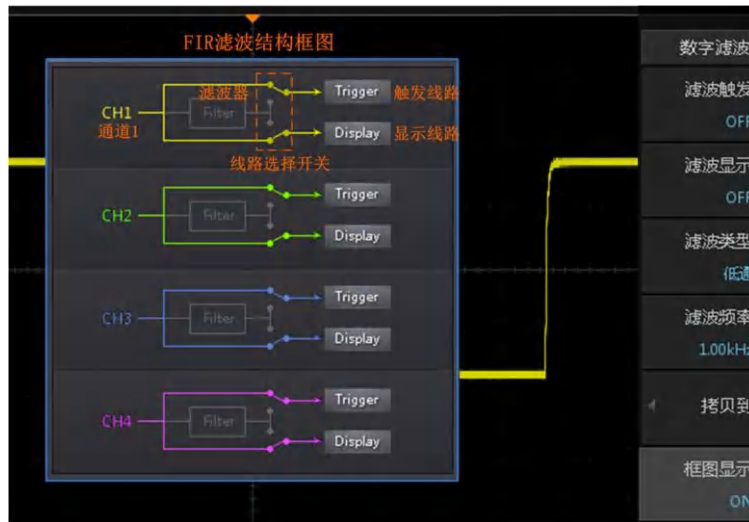 FIR滤波结构框图
CH1
通道1
滤波器
Filter
Trigger
触发线路
Display
显示线路
线路选择开关
CH2
Filter
Trigger
Display
CH3
Filter
Trigger
Display
CH4
Filter
Trigger
Display
数字滤波
滤波触发
OFF
滤波显示
OFF
滤波类型
低通
滤波频率
1.00kHz
拷贝到
框图显示
ON